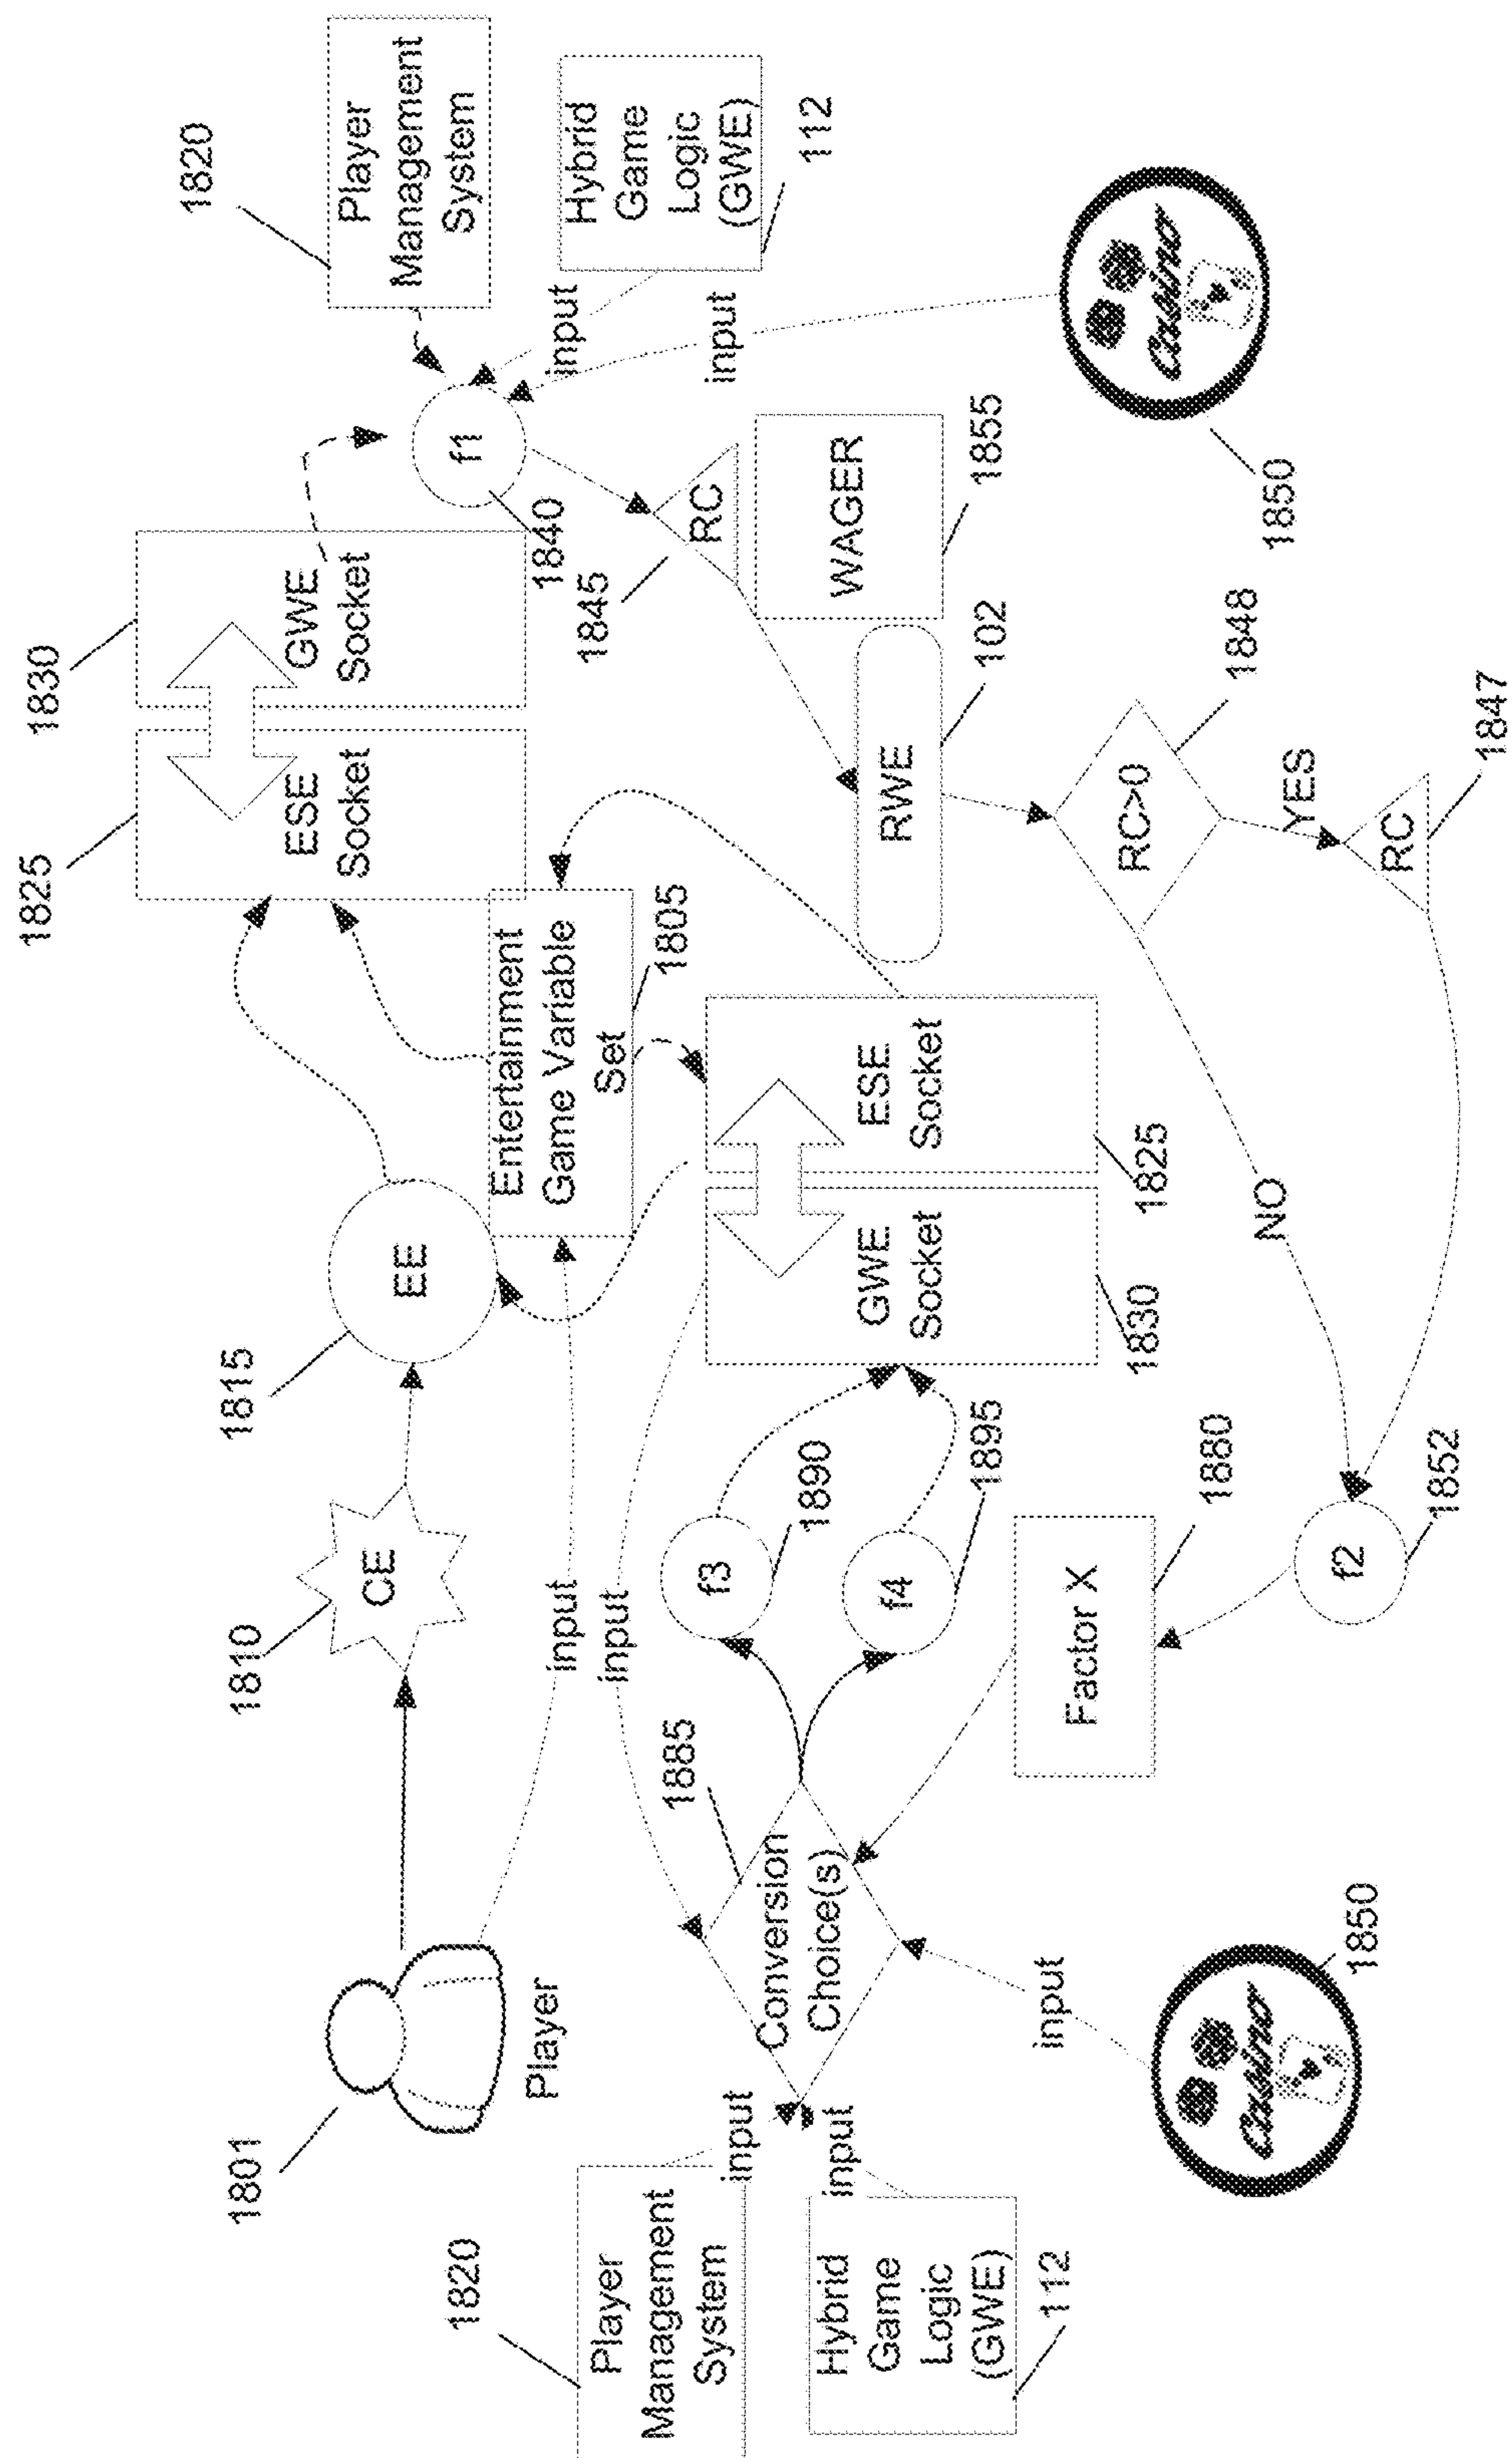 1801
Player
1810
CE
1815
EE
1825
ESE
Socket
1830
GWE
Socket
1820
Player
Management
System
input
Hybrid
Game
Logic
(GWE)
112
f1
1840
input
1845
RC
WAGER
1855
Casino
1850
Entertainment
Game Variable
Set
1805
input
input
RWE
102
RC>0
1848
YES
RC
1847
NO
GWE
Socket
1830
ESE
Socket
1825
f3
1890
f4
1895
1885
Conversion
Choice(s)
Factor X
1880
f2
1852
1820
Player
Management
System
input
Hybrid
Game
Logic
(GWE)
112
input
input
Casino
1850